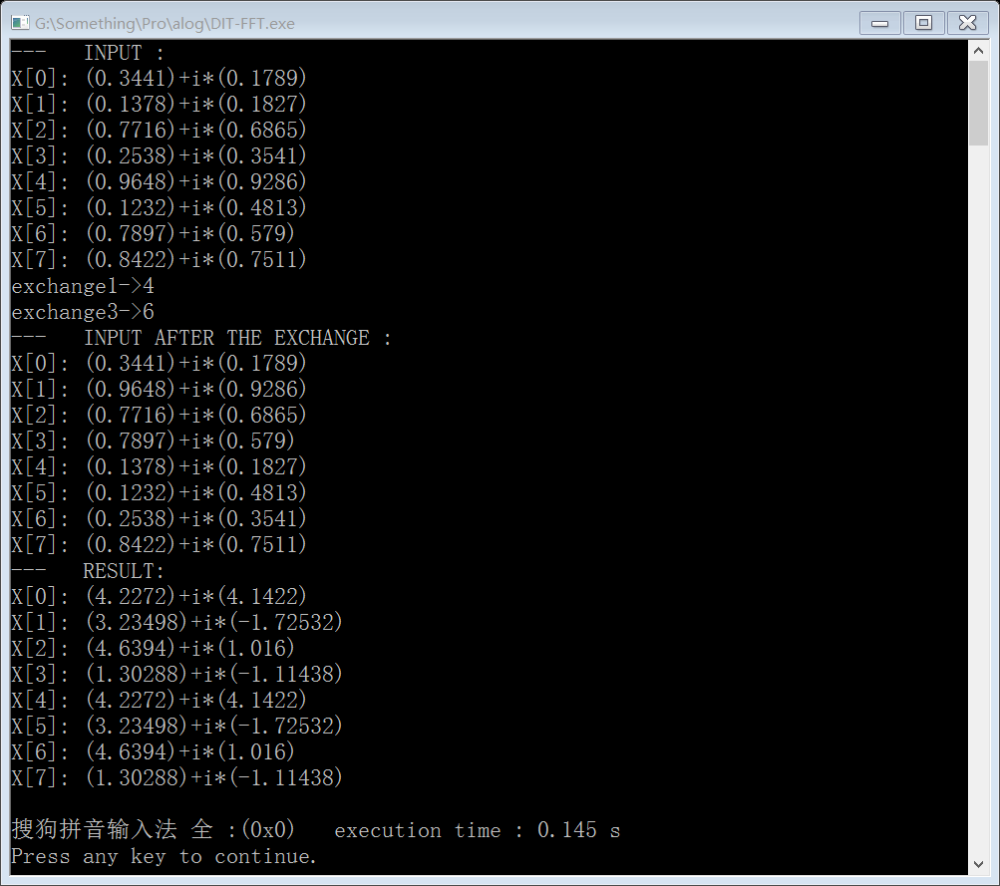 G:\Something\Pro\alog\DIT-FFT.exe
---   INPUT :
X[0]: (0.3441)+i*(0.1789)
X[1]: (0.1378)+i*(0.1827)
X[2]: (0.7716)+i*(0.6865)
X[3]: (0.2538)+i*(0.3541)
X[4]: (0.9648)+i*(0.9286)
X[5]: (0.1232)+i*(0.4813)
X[6]: (0.7897)+i*(0.579)
X[7]: (0.8422)+i*(0.7511)
exchange1->4
exchange3->6
---   INPUT AFTER THE EXCHANGE :
X[0]: (0.3441)+i*(0.1789)
X[1]: (0.9648)+i*(0.9286)
X[2]: (0.7716)+i*(0.6865)
X[3]: (0.7897)+i*(0.579)
X[4]: (0.1378)+i*(0.1827)
X[5]: (0.1232)+i*(0.4813)
X[6]: (0.2538)+i*(0.3541)
X[7]: (0.8422)+i*(0.7511)
---   RESULT:
X[0]: (4.2272)+i*(4.1422)
X[1]: (3.23498)+i*(-1.72532)
X[2]: (4.6394)+i*(1.016)
X[3]: (1.30288)+i*(-1.11438)
X[4]: (4.2272)+i*(4.1422)
X[5]: (3.23498)+i*(-1.72532)
X[6]: (4.6394)+i*(1.016)
X[7]: (1.30288)+i*(-1.11438)
搜狗拼音输入法 全 :(0x0)   execution time : 0.145 s
Press any key to continue.